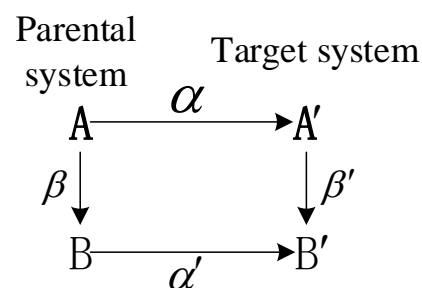 Parental
system
Target system
α
A A′
β β′
B B′
α′